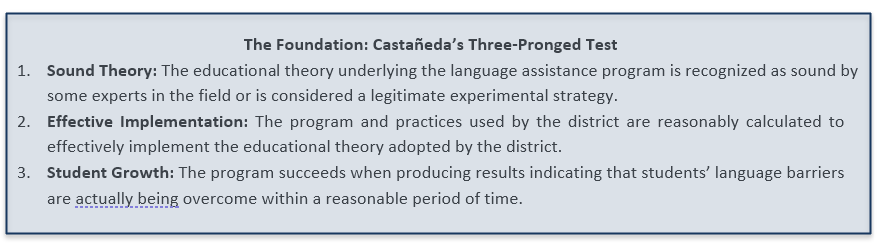 The Foundation: Castañeda's Three-Pronged Test
1. Sound Theory: The educational theory underlying the language assistance program is recognized as sound by
some experts in the field or is considered a legitimate experimental strategy.
2. Effective Implementation: The program and practices used by the district are reasonably calculated to
effectively implement the educational theory adopted by the district.
3. Student Growth: The program succeeds when producing results indicating that students' language barriers
are actually being overcome within a reasonable period of time.